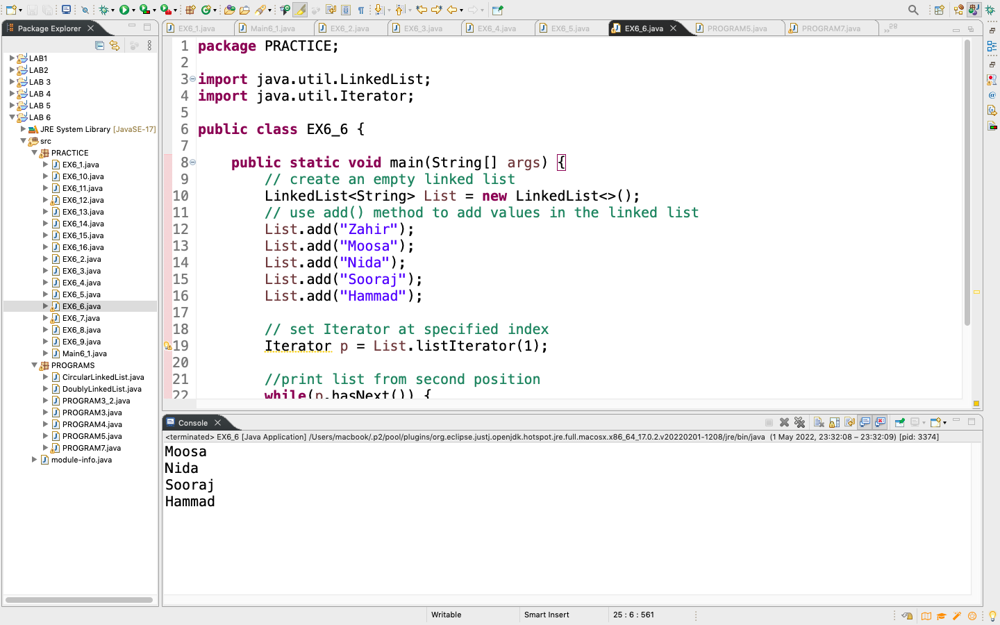 Package Explorer
LAB1
LAB2
LAB 3
LAB 4
LAB 5
LAB 6
JRE System Library [JavaSE-17]
src
PRACTICE
EX6_1.java
EX6_10.java
EX6_11.java
EX6_12.java
EX6_13.java
EX6_14.java
EX6_15.java
EX6_16.java
EX6_2.java
EX6_3.java
EX6_4.java
EX6_5.java
EX6_6.java
EX6_7.java
EX6_8.java
EX6_9.java
Main6_1.java
PROGRAMS
CircularLinkedList.java
DoublyLinkedList.java
PROGRAM3_2.java
PROGRAM3.java
PROGRAM4.java
PROGRAM5.java
PROGRAM7.java
module-info.java
EX6_1.java Main6_1.java EX6_2.java EX6_3.java EX6_4.java EX6_5.java EX6_6.java PROGRAM5.java PROGRAM7.java »28
1 package PRACTICE;
2
3 import java.util.LinkedList;
4 import java.util.Iterator;
5
6 public class EX6_6 {
7
8 public static void main(String[] args) {
9 // create an empty linked list
10 LinkedList<String> List = new LinkedList<>();
11 // use add() method to add values in the linked list
12 List.add("Zahir");
13 List.add("Moosa");
14 List.add("Nida");
15 List.add("Sooraj");
16 List.add("Hammad");
17
18 // set Iterator at specified index
19 Iterator p = List.listIterator(1);
20
21 //print list from second position
22 while(p.hasNext()) {
Console
<terminated> EX6_6 [Java Application] /Users/macbook/.p2/pool/plugins/org.eclipse.justj.openjdk.hotspot.jre.full.macosx.x86_64_17.0.2.v20220201-1208/jre/bin/java (1 May 2022, 23:32:08 – 23:32:09) [pid: 3374]
Moosa
Nida
Sooraj
Hammad
Writable Smart Insert 25 : 6 : 561